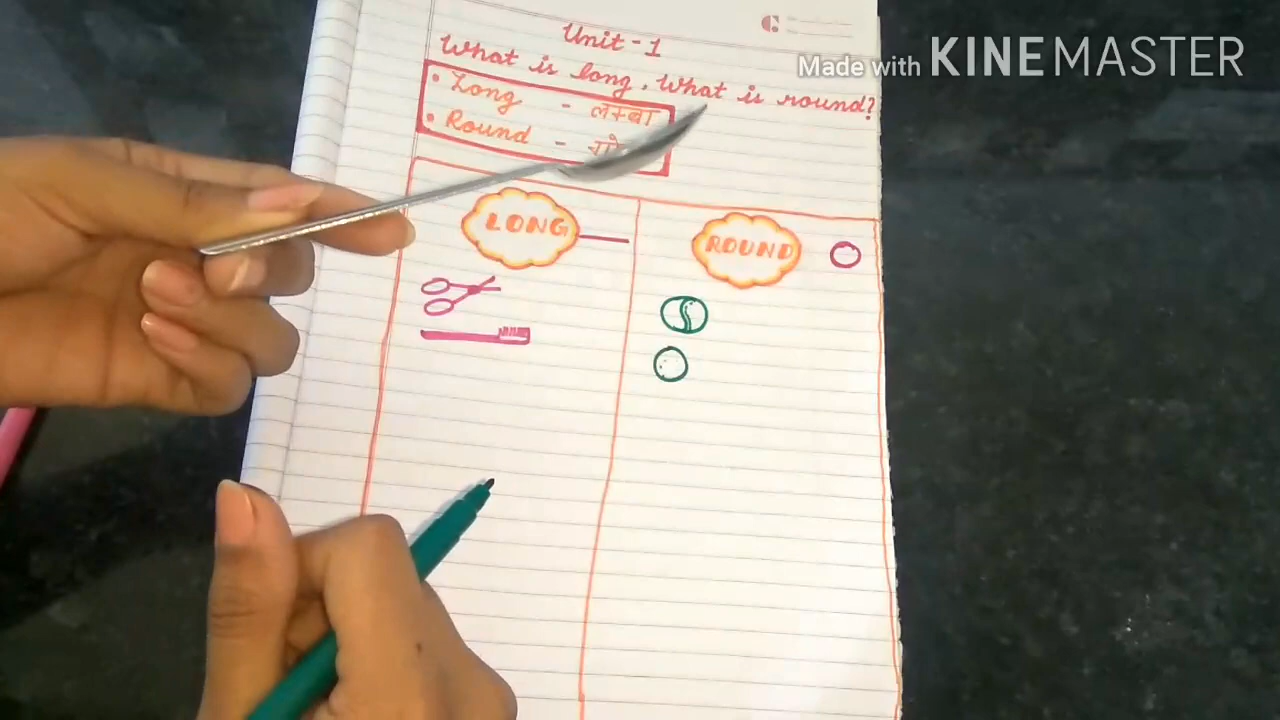 Unit - 1
What is long, What is round?
• Long - लम्बा
• Round -
LONG
ROUND
Made with KINEMASTER